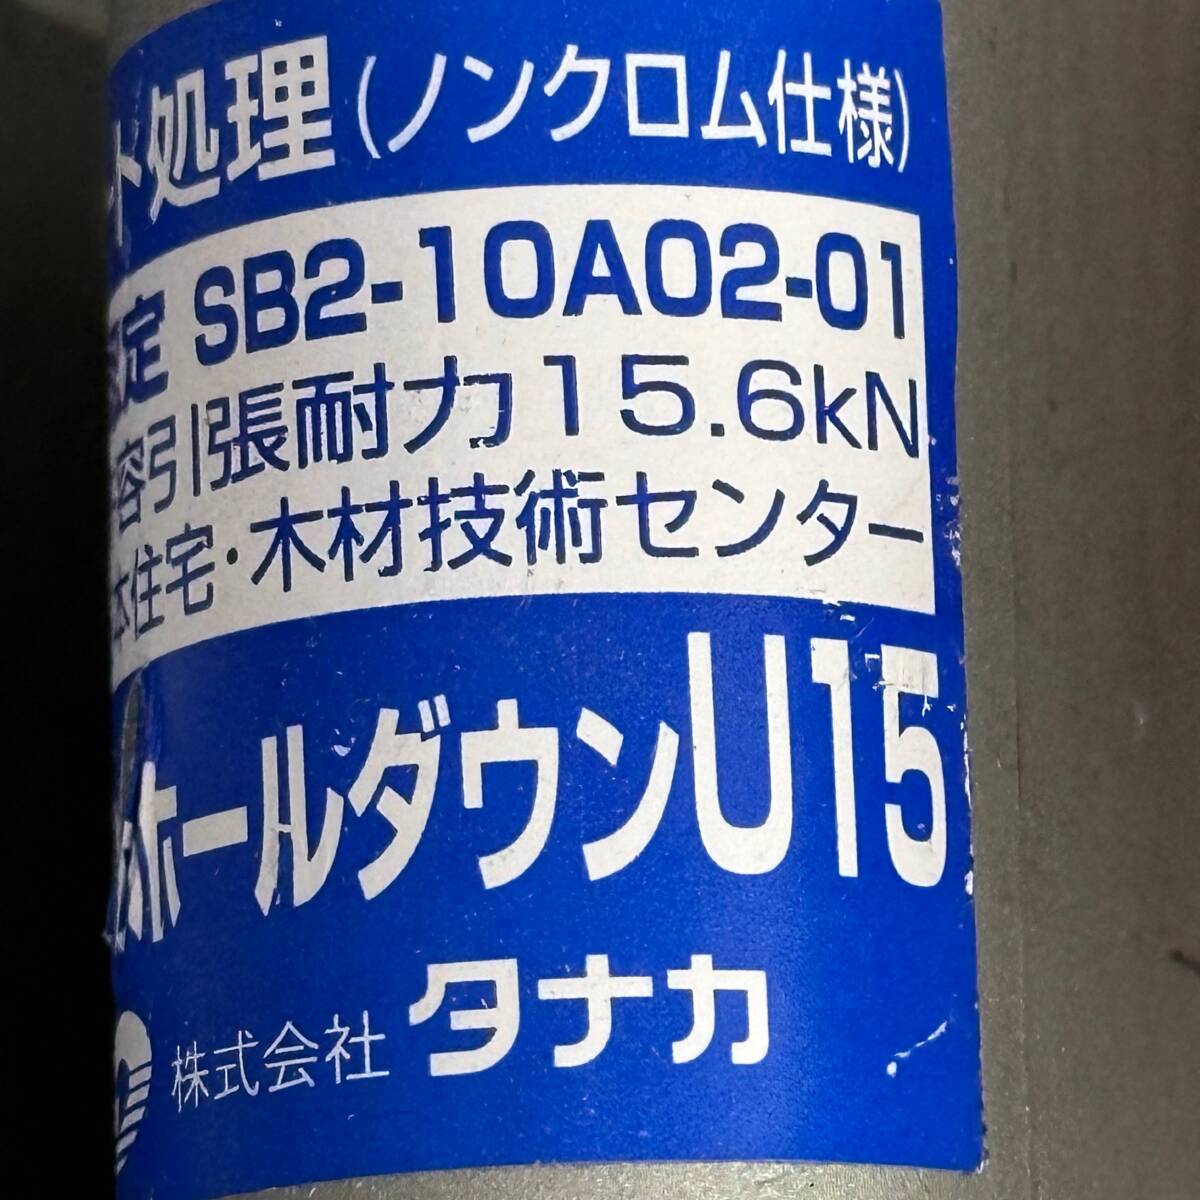 ト処理(ノンクロム仕様)
定 SB2-10A02-01
容引張耐力15.6kN
本住宅・木材技術センター
ホールダウンU15
株式会社 タナカ